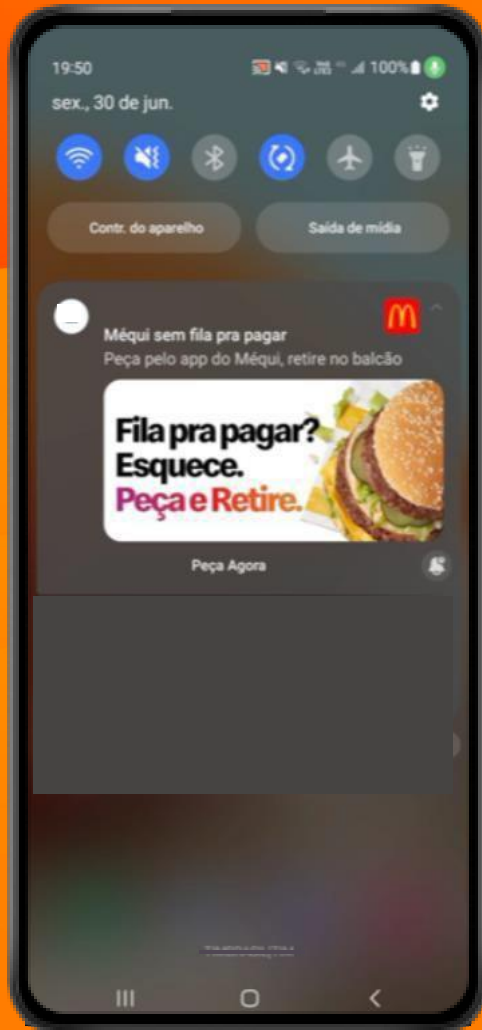 19:50
100%
sex., 30 de jun.
Contr. do aparelho
Saída de mídia
Méqui sem fila pra pagar
Peça pelo app do Méqui, retire no balcão
Fila pra pagar?
Esquece.
Peça e Retire.
Peça Agora